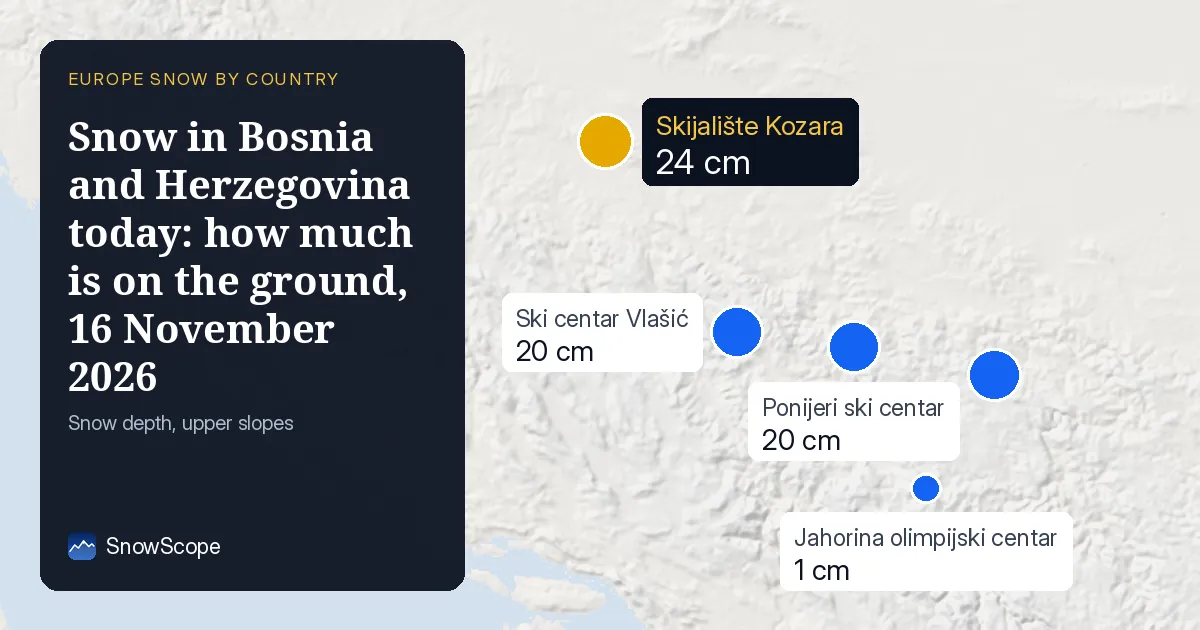 EUROPE SNOW BY COUNTRY
Snow in Bosnia
and Herzegovina
today: how much
is on the ground,
16 November
2026
Snow depth, upper slopes
SnowScope
Skijalište Kozara
24 cm
Ski centar Vlašić
20 cm
Ponijeri ski centar
20 cm
Jahorina olimpijski centar
1 cm